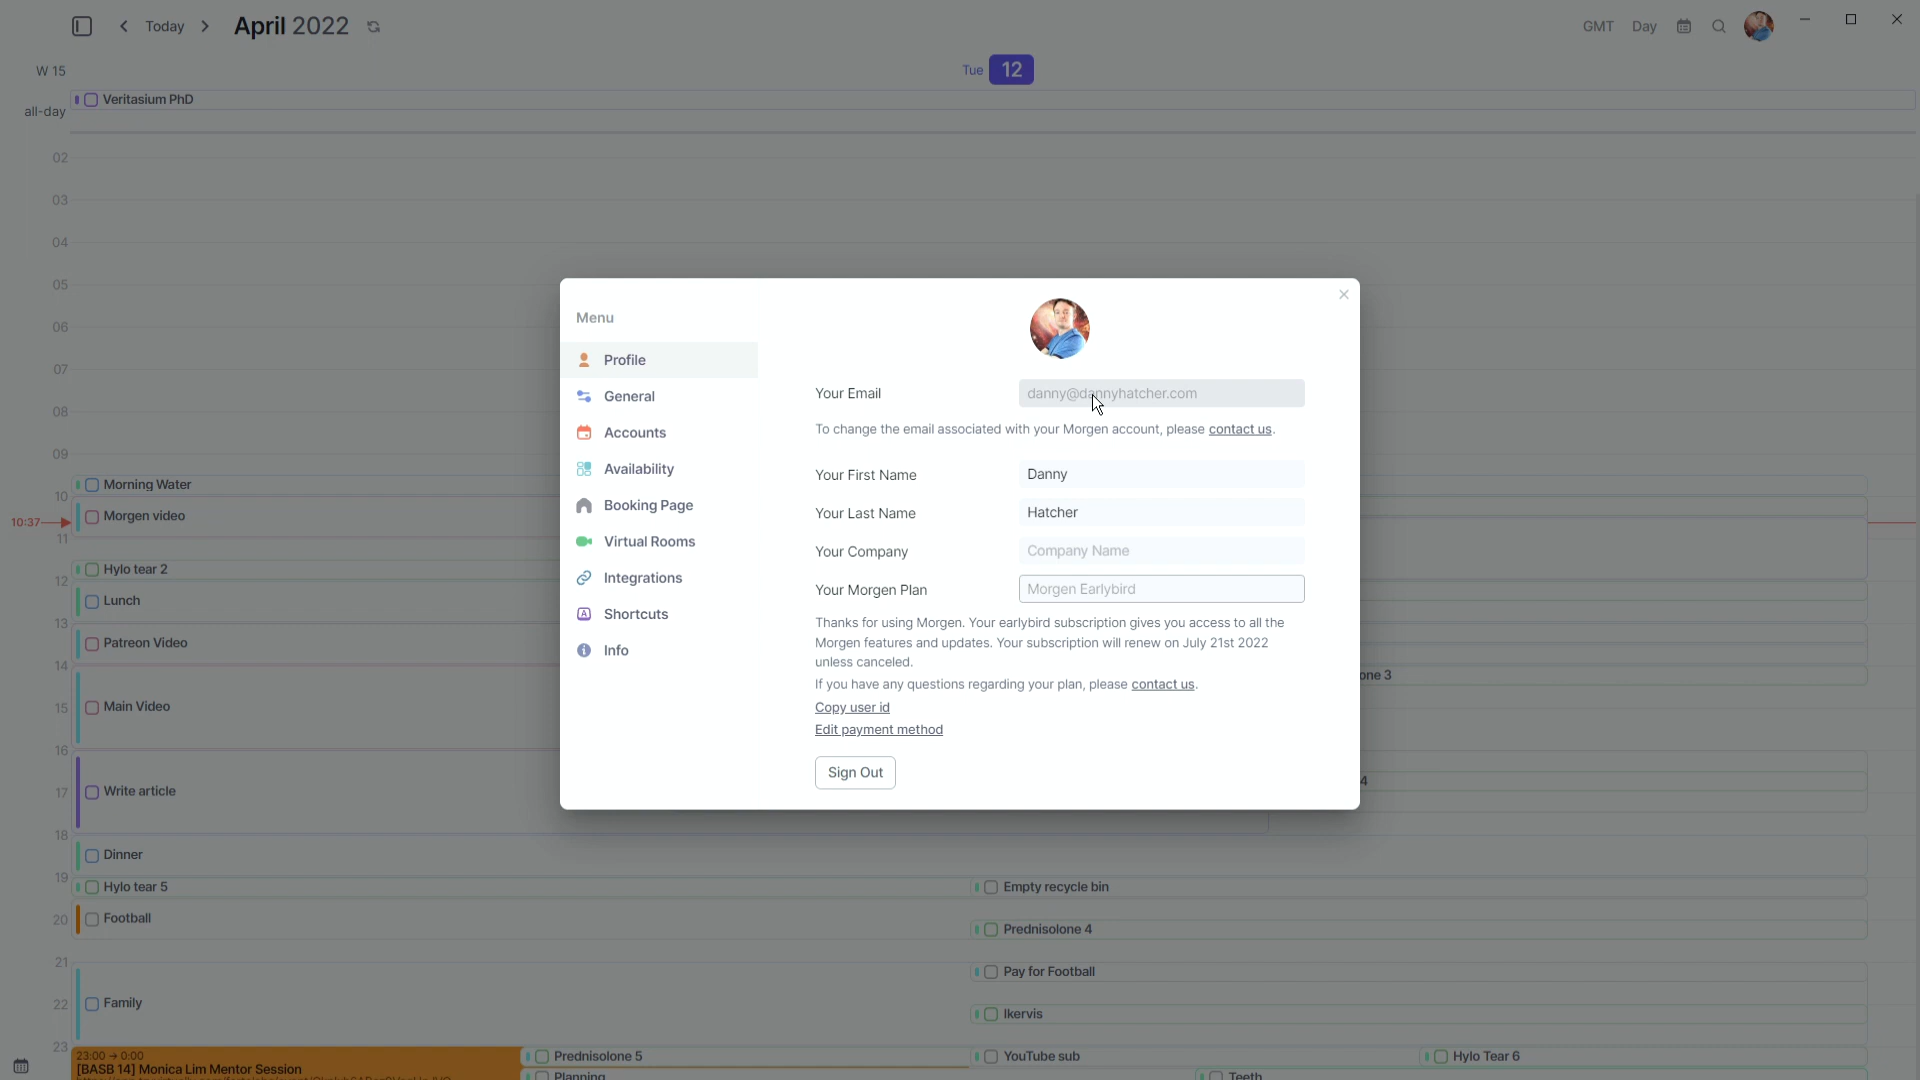 Today
April 2022
GMT
Day
W 15
Tue 12
all-day
Veritasium PhD
02
03
04
05
06
07
08
09
10
10:37
11
12
13
14
15
16
17
18
19
20
21
22
23
Morning Water
Morgen video
Hylo tear 2
Lunch
Patreon Video
one 3
Main Video
4
Write article
Dinner
Hylo tear 5
Empty recycle bin
Football
Prednisolone 4
Pay for Football
Family
Ikervis
23:00 → 0:00
[BASB 14] Monica Lim Mentor Session
Prednisolone 5
YouTube sub
Hylo Tear 6
Planning
Teeth
Menu
Profile
General
Accounts
Availability
Booking Page
Virtual Rooms
Integrations
Shortcuts
Info
Your Email
danny@dannyhatcher.com
To change the email associated with your Morgen account, please contact us.
Your First Name
Danny
Your Last Name
Hatcher
Your Company
Company Name
Your Morgen Plan
Morgen Earlybird
Thanks for using Morgen. Your earlybird subscription gives you access to all the
Morgen features and updates. Your subscription will renew on July 21st 2022
unless canceled.
If you have any questions regarding your plan, please contact us.
Copy user id
Edit payment method
Sign Out